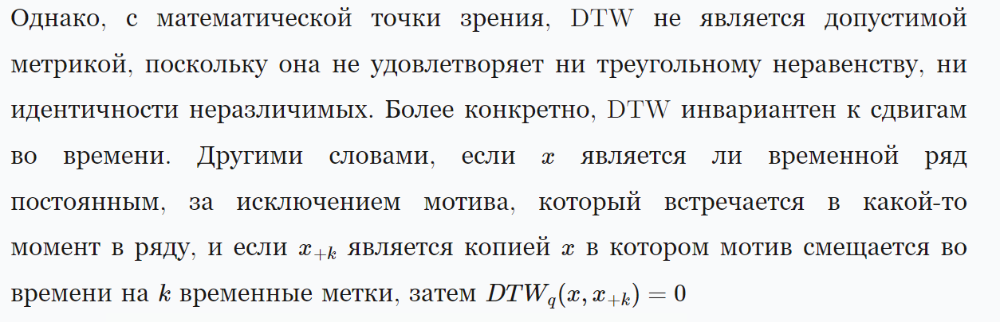 Однако, с математической точки зрения, DTW не является допустимой
метрикой, поскольку она не удовлетворяет ни треугольному неравенству, ни
идентичности неразличимых. Более конкретно, DTW инвариантен к сдвигам
во времени. Другими словами, если x является ли временной ряд
постоянным, за исключением мотива, который встречается в какой-то
момент в ряду, и если x₊ₖ является копией x в котором мотив смещается во
времени на k временные метки, затем DTW_q(x, x₊ₖ) = 0